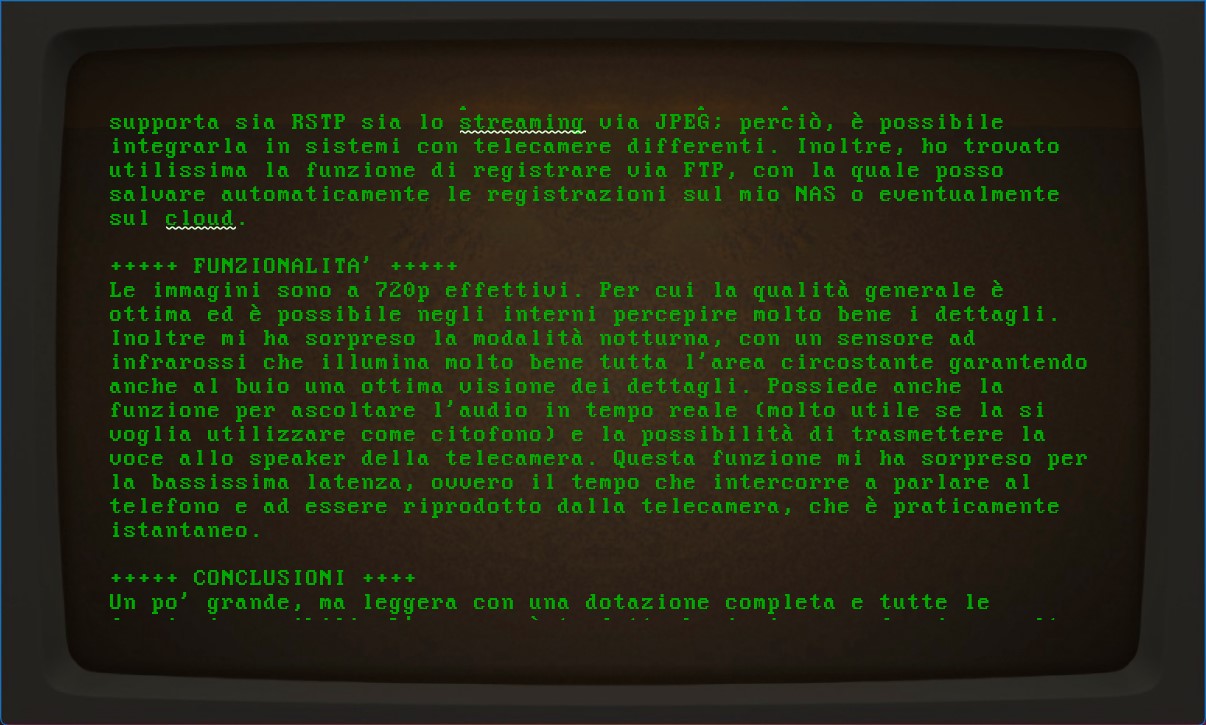 supporta sia RSTP sia lo streaming via JPEG; perciò, è possibile
integrarla in sistemi con telecamere differenti. Inoltre, ho trovato
utilissima la funzione di registrare via FTP, con la quale posso
salvare automaticamente le registrazioni sul mio NAS o eventualmente
sul cloud.
+++++ FUNZIONALITA' +++++
Le immagini sono a 720p effettivi. Per cui la qualità generale è
ottima ed è possibile negli interni percepire molto bene i dettagli.
Inoltre mi ha sorpreso la modalità notturna, con un sensore ad
infrarossi che illumina molto bene tutta l'area circostante garantendo
anche al buio una ottima visione dei dettagli. Possiede anche la
funzione per ascoltare l'audio in tempo reale (molto utile se la si
voglia utilizzare come citofono) e la possibilità di trasmettere la
voce allo speaker della telecamera. Questa funzione mi ha sorpreso per
la bassissima latenza, ovvero il tempo che intercorre a parlare al
telefono e ad essere riprodotto dalla telecamera, che è praticamente
istantaneo.
+++++ CONCLUSIONI ++++
Un po' grande, ma leggera con una dotazione completa e tutte le